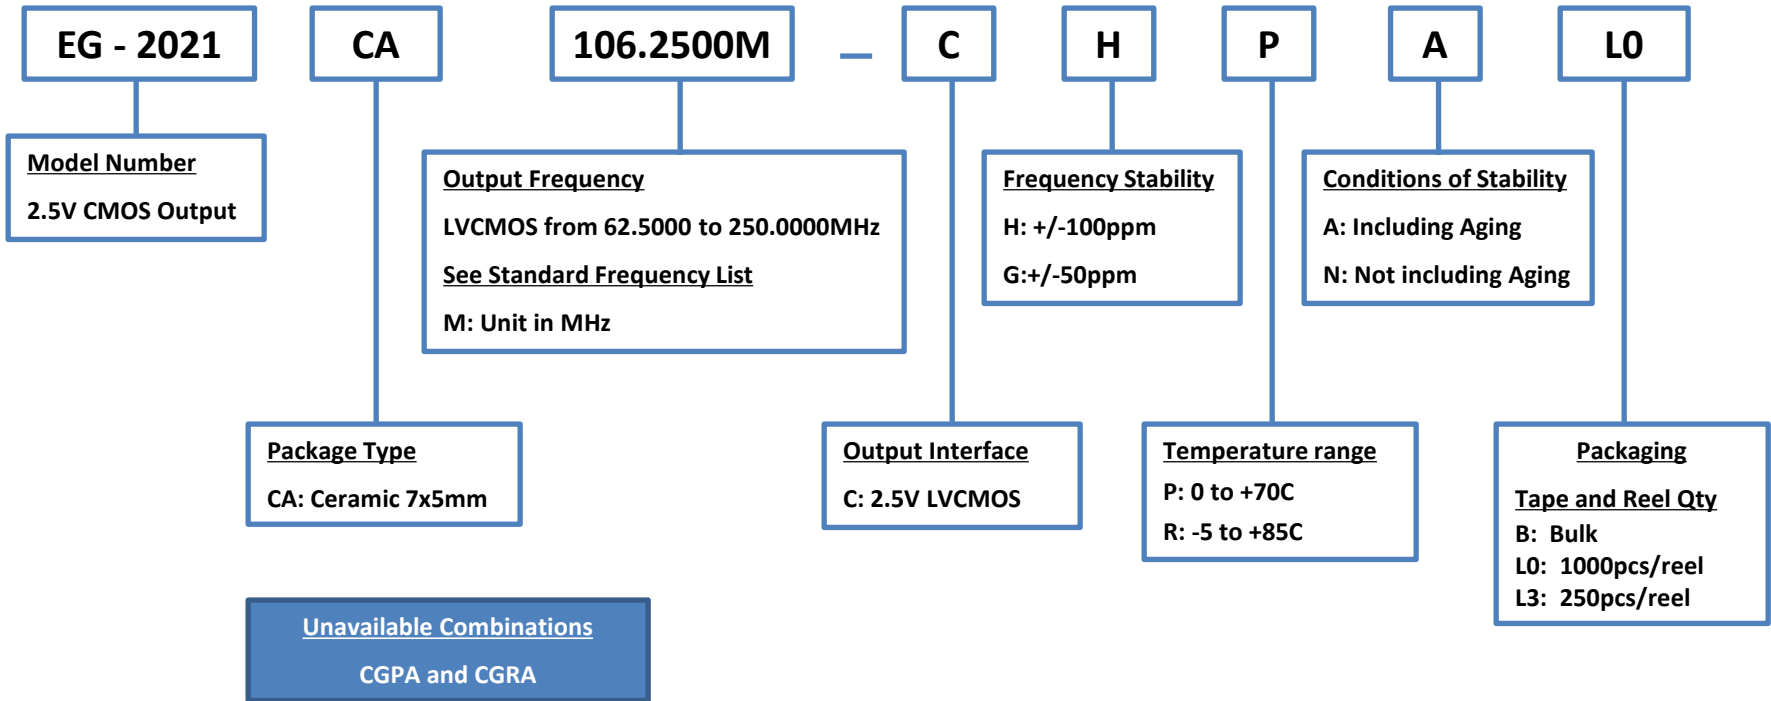 EG - 2021
CA
106.2500M
_
C
H
P
A
L0
Model Number
2.5V CMOS Output
Output Frequency
LVCMOS from 62.5000 to 250.0000MHz
See Standard Frequency List
M: Unit in MHz
Frequency Stability
H: +/-100ppm
G:+/-50ppm
Conditions of Stability
A: Including Aging
N: Not including Aging
Package Type
CA: Ceramic 7x5mm
Output Interface
C: 2.5V LVCMOS
Temperature range
P: 0 to +70C
R: -5 to +85C
Packaging
Tape and Reel Qty
B: Bulk
L0: 1000pcs/reel
L3: 250pcs/reel
Unavailable Combinations
CGPA and CGRA